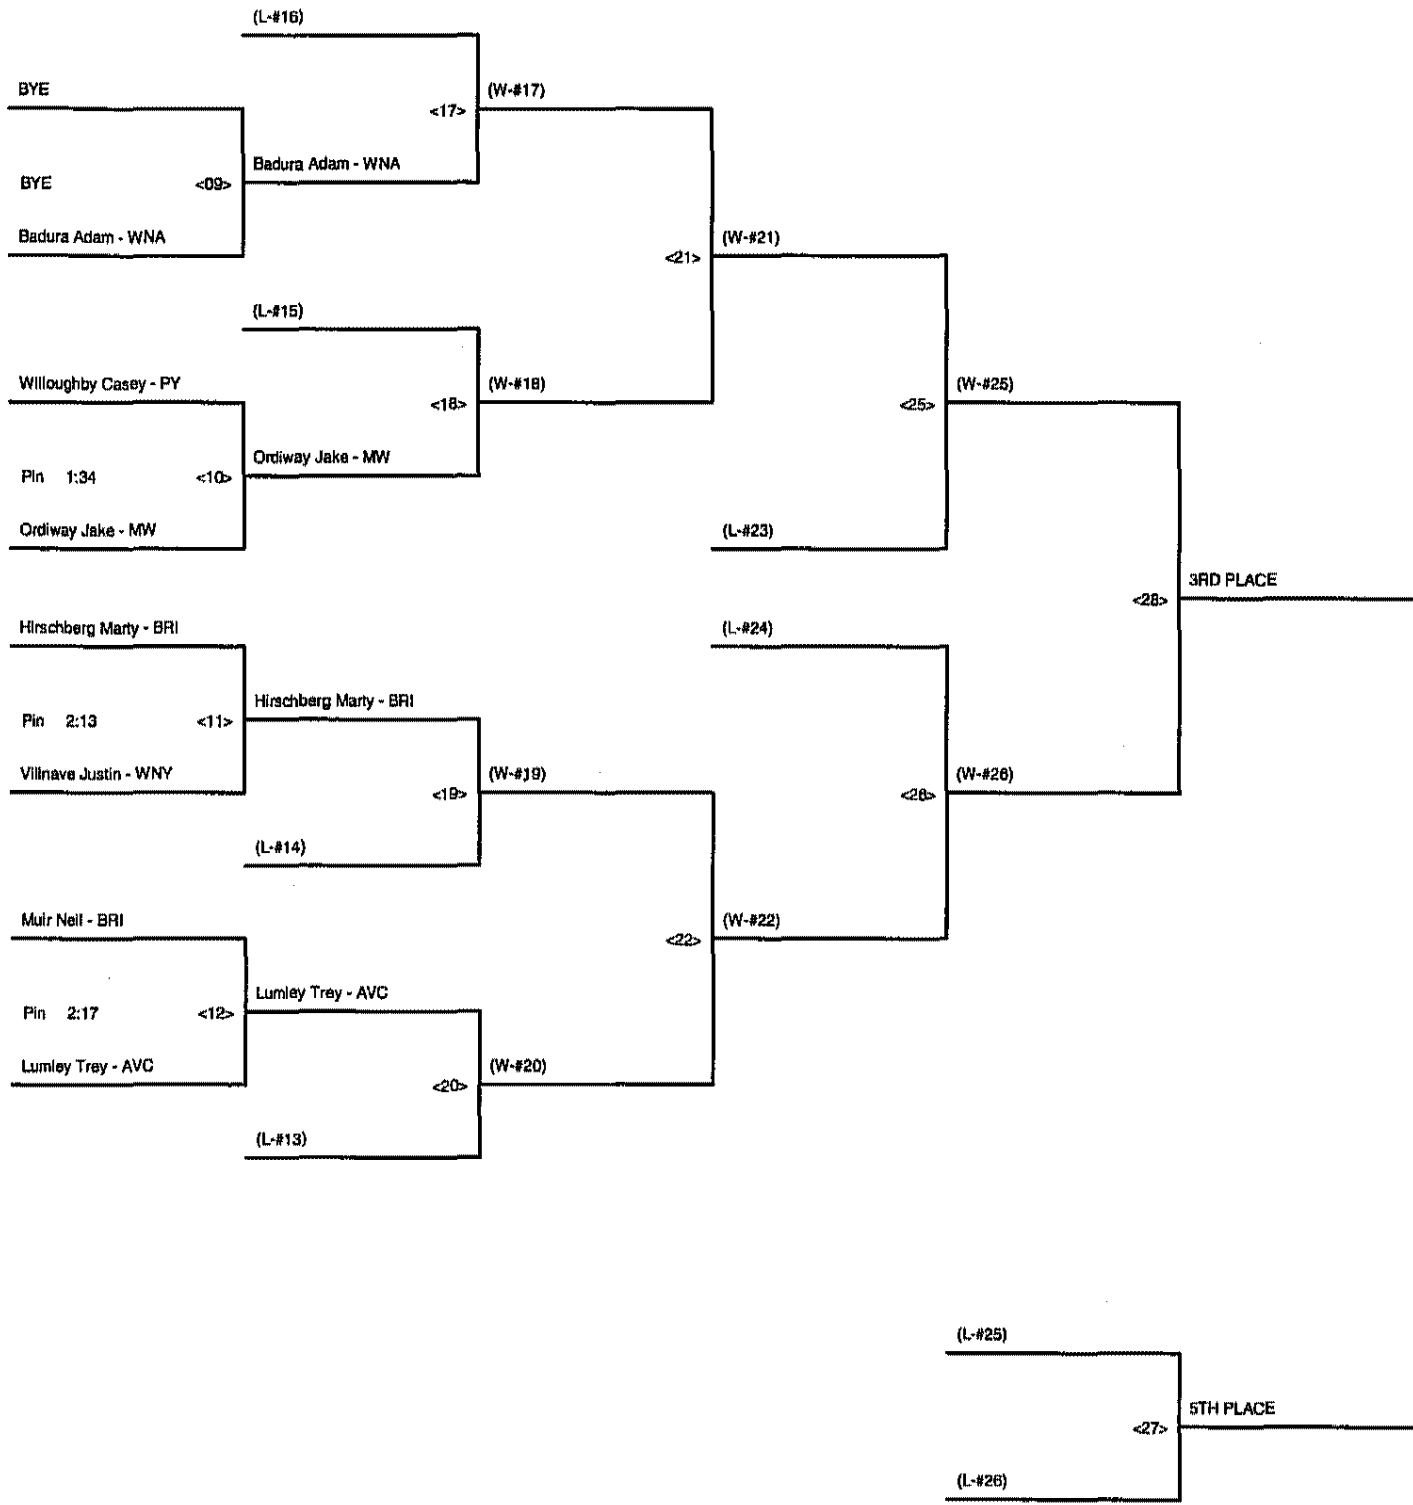 (L-#16)
BYE
(W-#17)
<17>
Badura Adam - WNA
BYE <09>
Badura Adam - WNA
(W-#21)
<21>
(L-#15)
Willoughby Casey - PY
(W-#18)
(W-#25)
<18>
<25>
Ordiway Jake - MW
Pin 1:34 <10>
Ordiway Jake - MW
(L-#23)
3RD PLACE
<28>
Hirschberg Marty - BRI
(L-#24)
Hirschberg Marty - BRI
Pin 2:13 <11>
Villnave Justin - WNY
(W-#19)
(W-#26)
<19>
<26>
(L-#14)
Muir Neil - BRI
(W-#22)
<22>
Lumley Trey - AVC
Pin 2:17 <12>
Lumley Trey - AVC
(W-#20)
<20>
(L-#13)
(L-#25)
5TH PLACE
<27>
(L-#26)